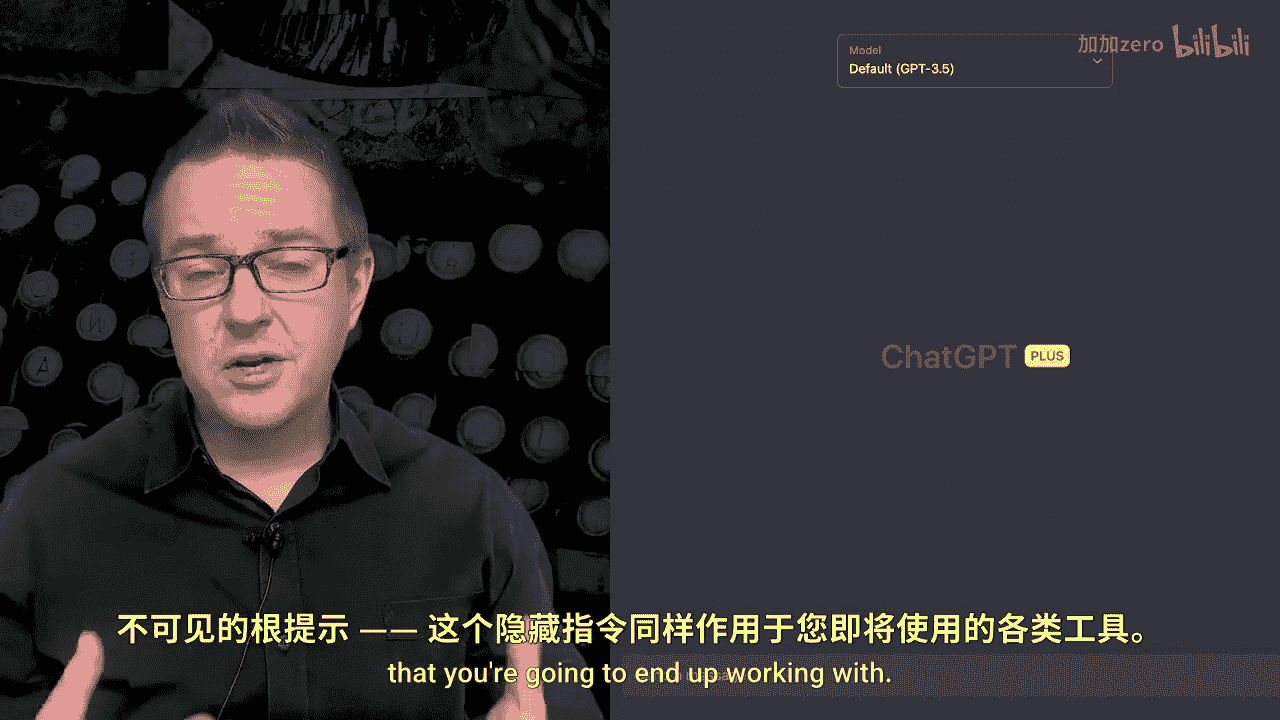 Model
Default (GPT-3.5)
加加zero bilibili
ChatGPT PLUS
不可见的根提示 —— 这个隐藏指令同样作用于您即将使用的各类工具。
that you're going to end up working with.